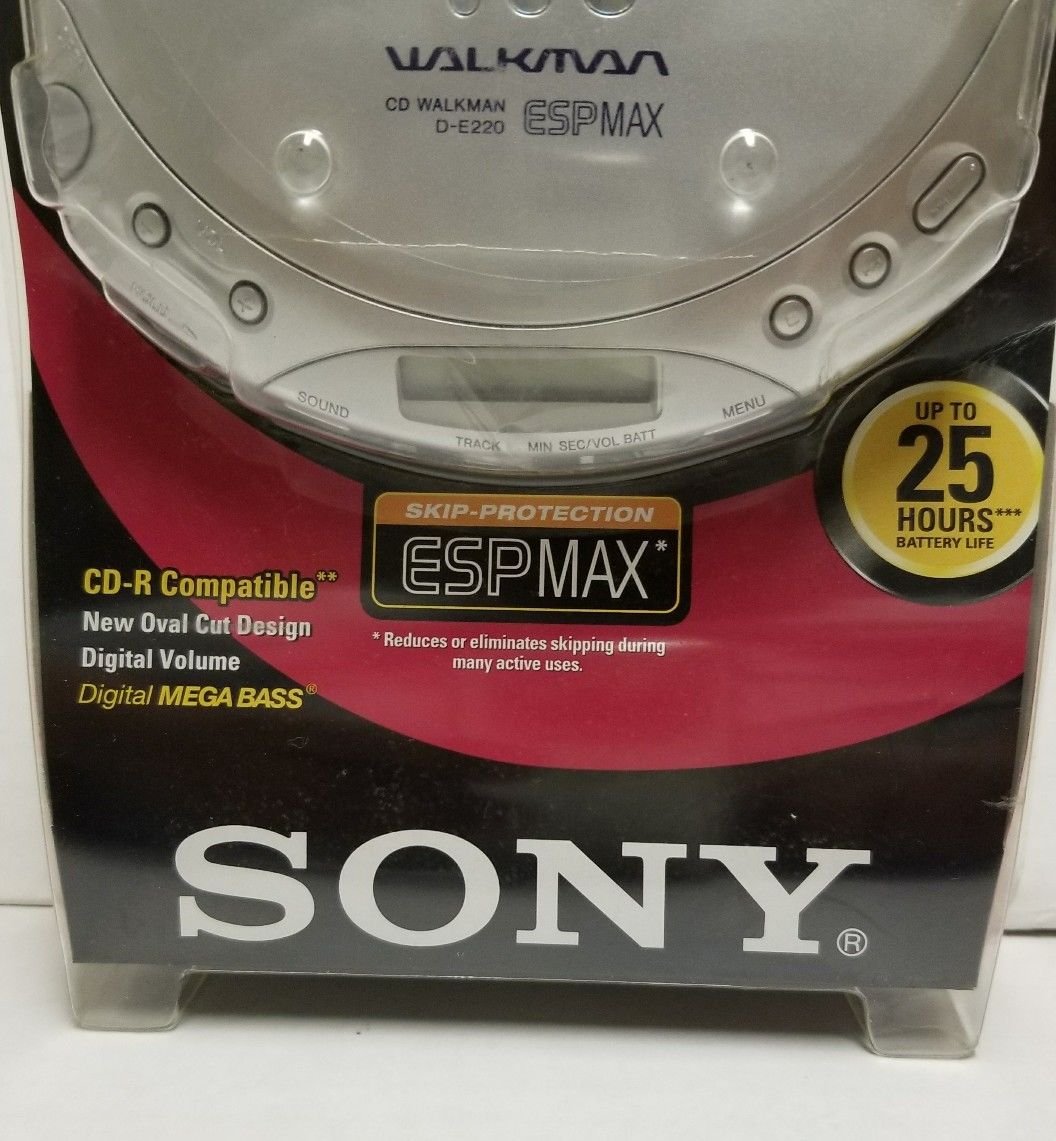 WALKMAN
CD WALKMAN
D-E220 ESPMAX
VOL
HOLD
SOUND
MENU
TRACK MIN SEC/VOL BATT
UP TO
25
HOURS***
BATTERY LIFE
SKIP-PROTECTION
ESPMAX*
* Reduces or eliminates skipping during
many active uses.
CD-R Compatible**
New Oval Cut Design
Digital Volume
Digital MEGA BASS®
SONY®